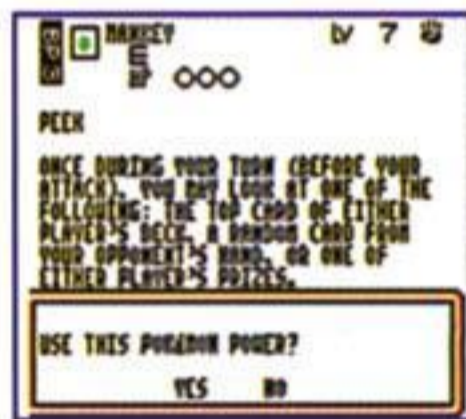 MANKEY LV 7
PEEK
ONCE DURING YOUR TURN (BEFORE YOUR
ATTACK), YOU MAY LOOK AT ONE OF THE
FOLLOWING: THE TOP CARD OF EITHER
PLAYER'S DECK, A RANDOM CARD FROM
YOUR OPPONENT'S HAND, OR ONE OF
EITHER PLAYER'S PRIZES.
USE THIS POKéMON POWER?
YES NO